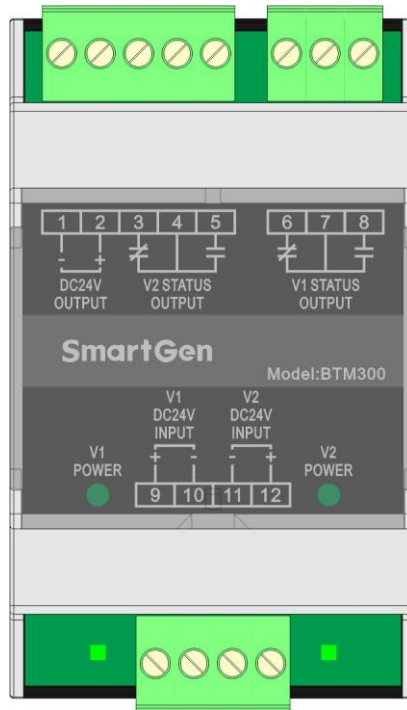 1 2 3 4 5 6 7 8
- + 
DC24V OUTPUT
V2 STATUS OUTPUT
V1 STATUS OUTPUT
SmartGen
Model:BTM300
V1 DC24V INPUT
V2 DC24V INPUT
V1 POWER
+ - - +
V2 POWER
9 10 11 12